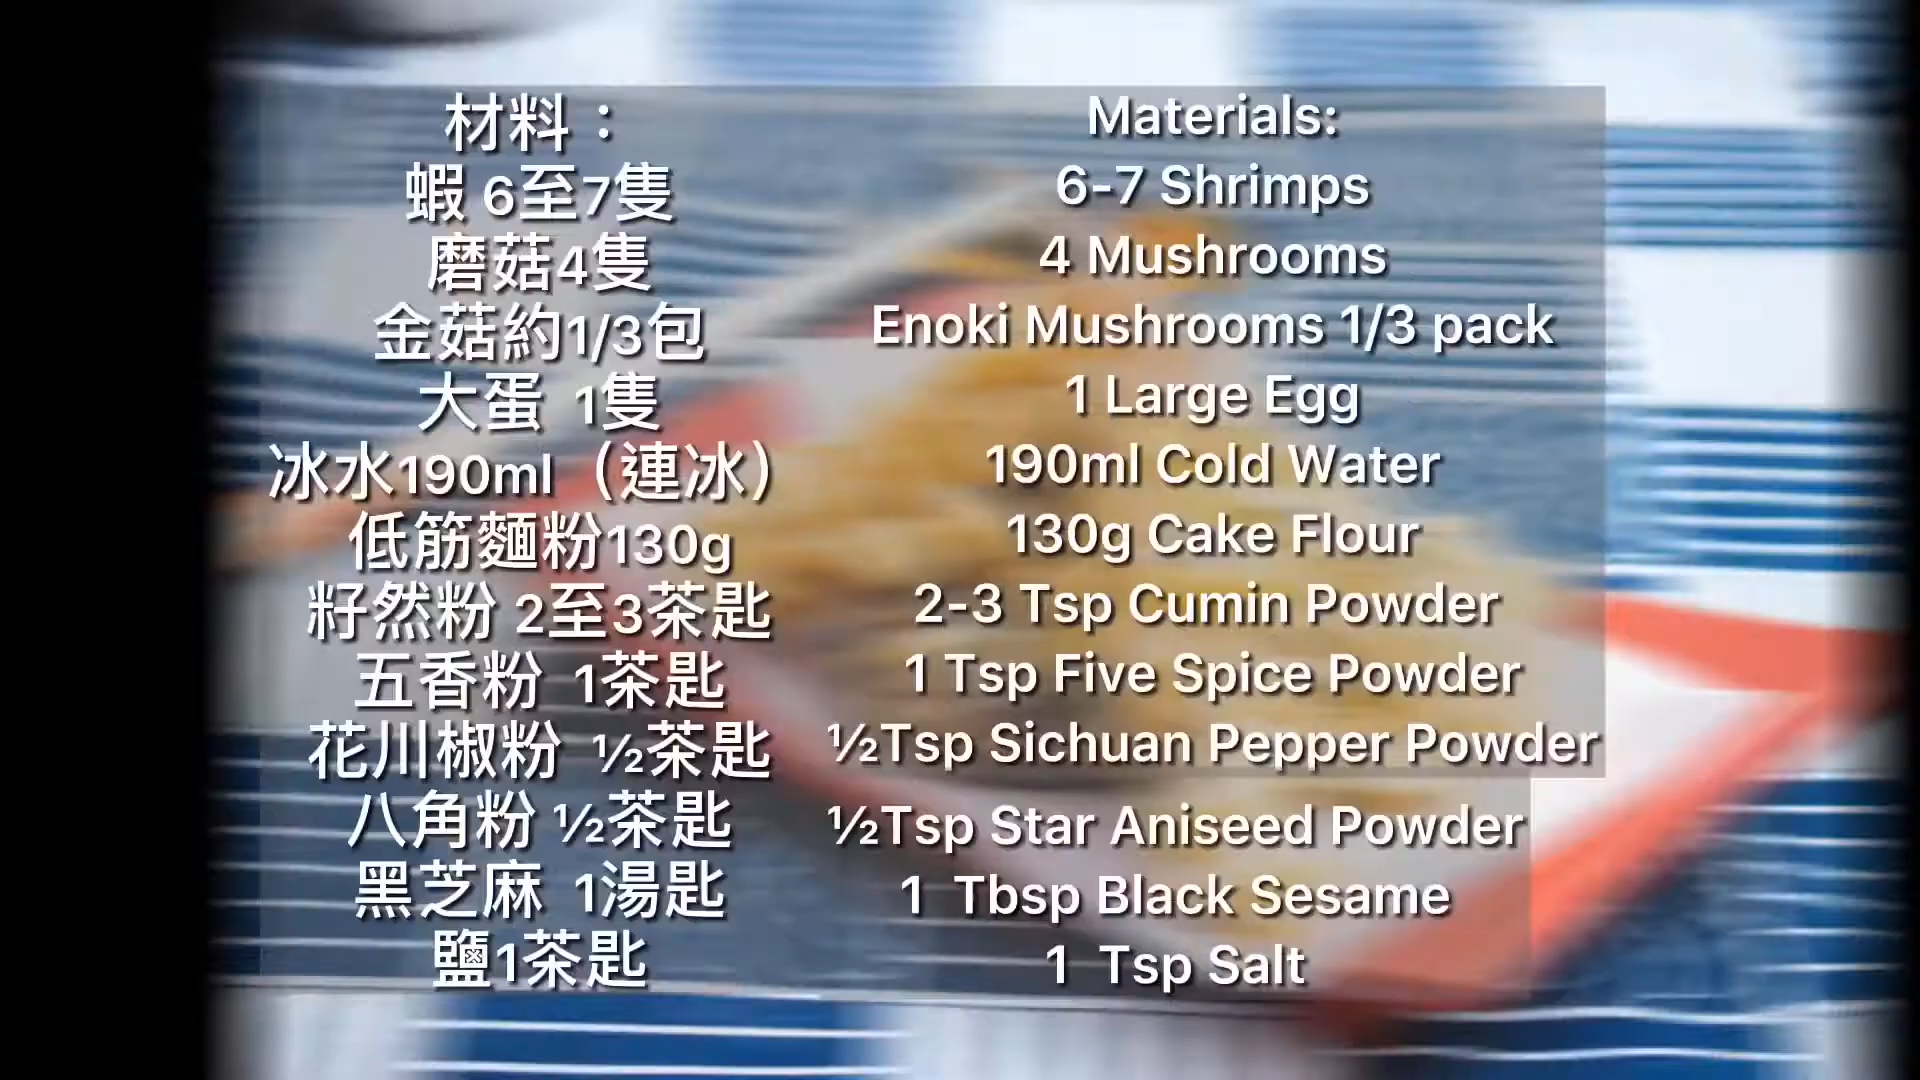 材料：
蝦 6至7隻
磨菇4隻
金菇約1/3包
大蛋 1隻
冰水190ml（連冰）
低筋麵粉130g
籽然粉 2至3茶匙
五香粉 1茶匙
花川椒粉 ½茶匙
八角粉 ½茶匙
黑芝麻 1湯匙
鹽1茶匙
Materials:
6-7 Shrimps
4 Mushrooms
Enoki Mushrooms 1/3 pack
1 Large Egg
190ml Cold Water
130g Cake Flour
2-3 Tsp Cumin Powder
1 Tsp Five Spice Powder
½Tsp Sichuan Pepper Powder
½Tsp Star Aniseed Powder
1 Tbsp Black Sesame
1 Tsp Salt